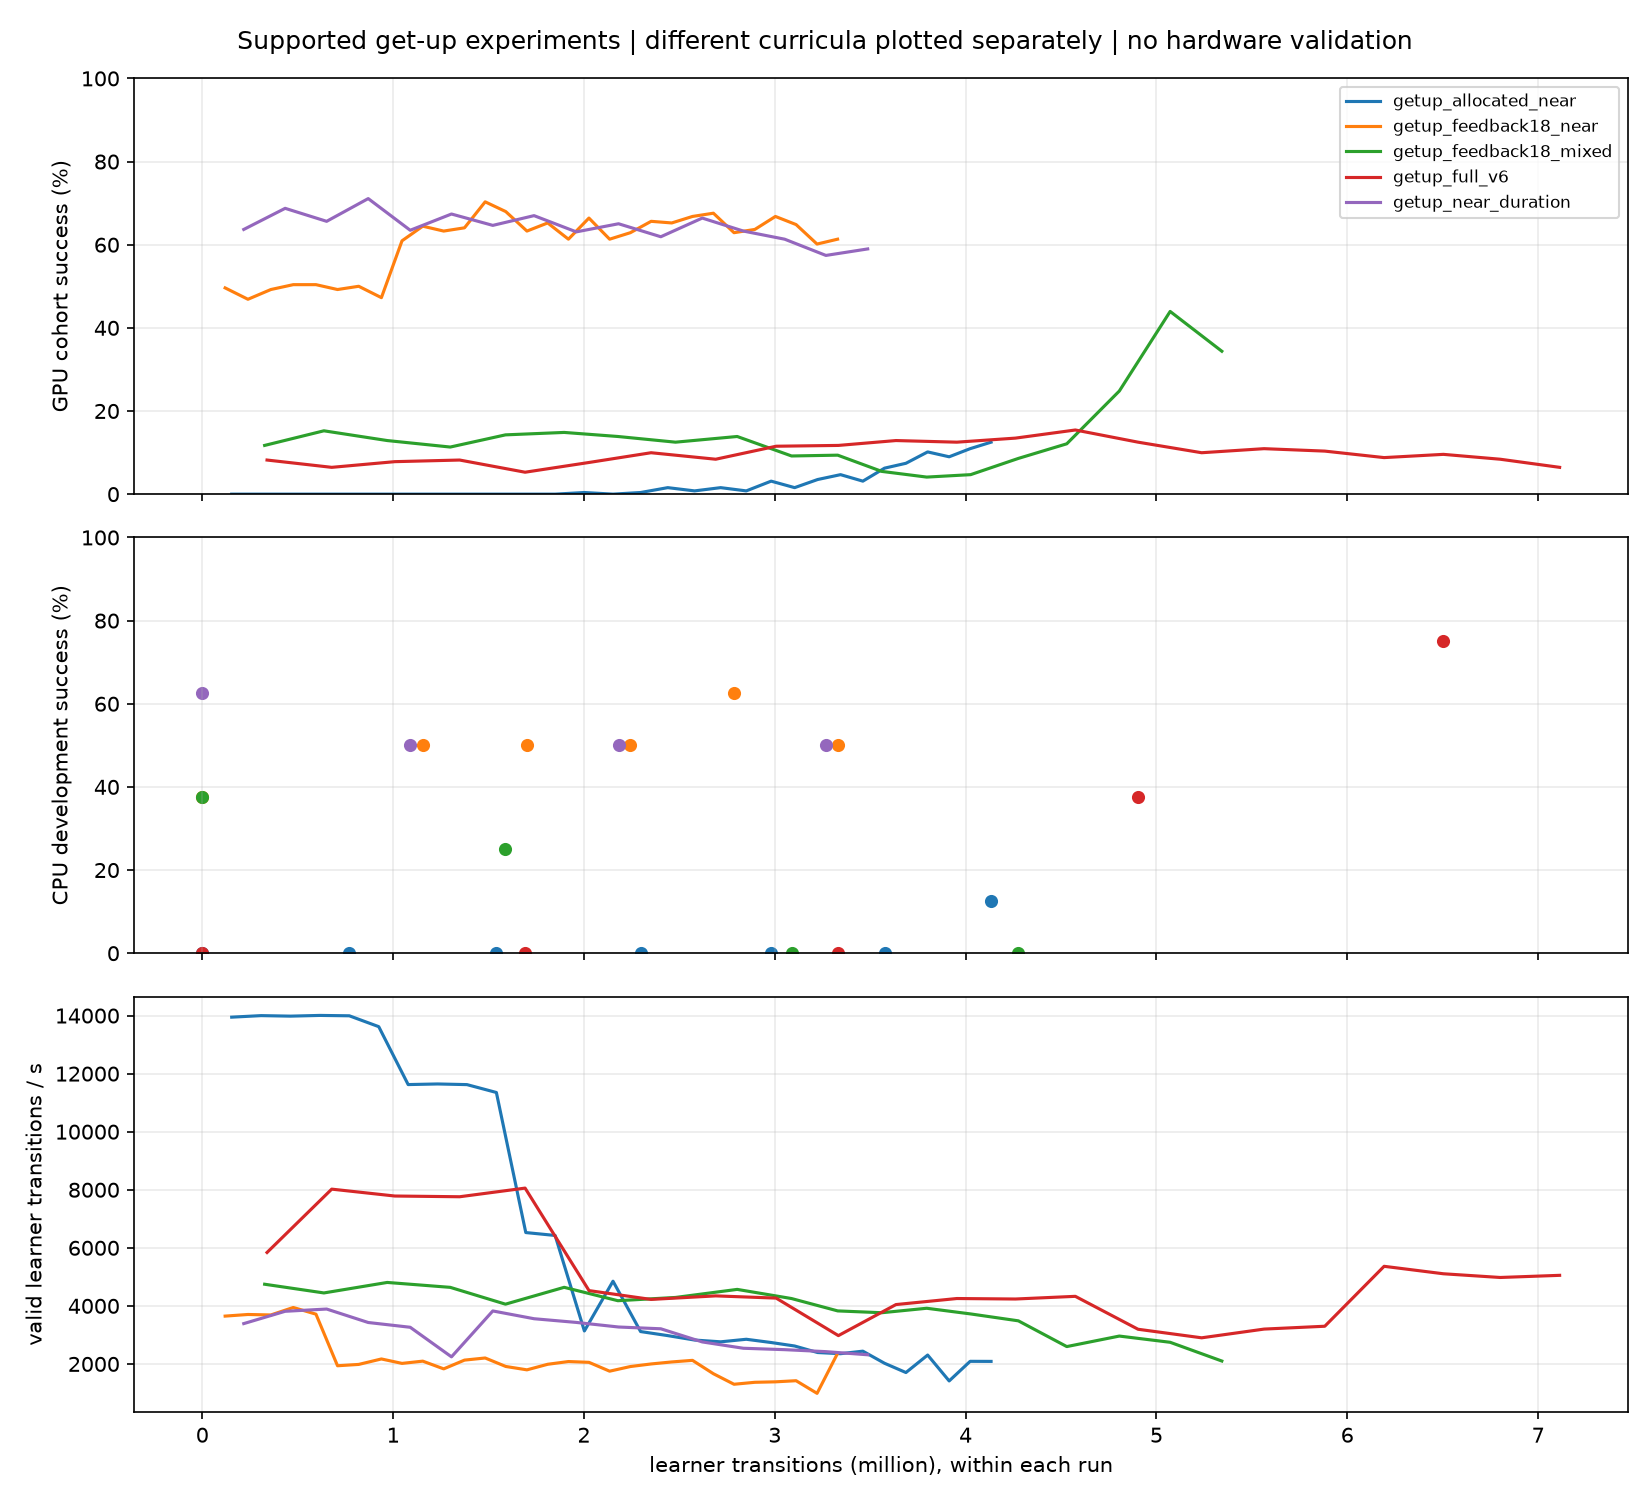 Supported get-up experiments | different curricula plotted separately | no hardware validation
100
80
60
40
20
0
GPU cohort success (%)
getup_allocated_near
getup_feedback18_near
getup_feedback18_mixed
getup_full_v6
getup_near_duration
100
80
60
40
20
0
CPU development success (%)
14000
12000
10000
8000
6000
4000
2000
valid learner transitions / s
0 1 2 3 4 5 6 7
learner transitions (million), within each run